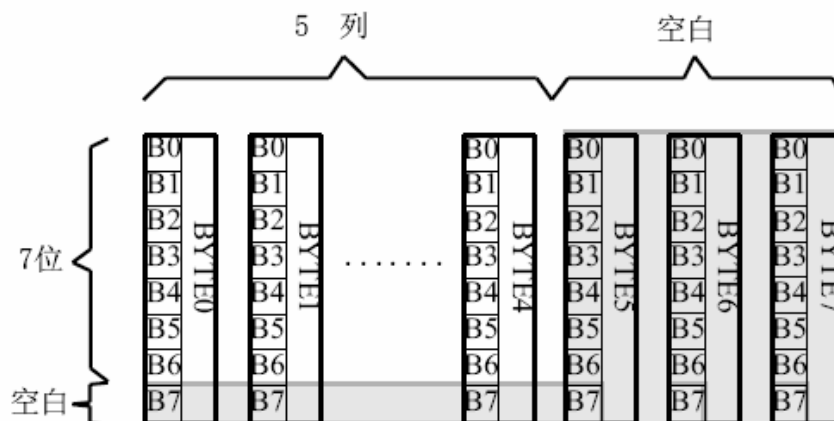 5 列 空白
B0 B0 B0 B0 B0 B0
B1 B1 B1 B1 B1 B1
B2 B2 B2 B2 B2 B2
B3 B3 ······· B3 B3 B3 B3
B4 B4 B4 B4 B4 B4
B5 B5 B5 B5 B5 B5
B6 B6 B6 B6 B6 B6
B7 B7 B7 B7 B7 B7
BYTE0 BYTE1 BYTE4 BYTE5 BYTE6 BYTE7
7位
空白